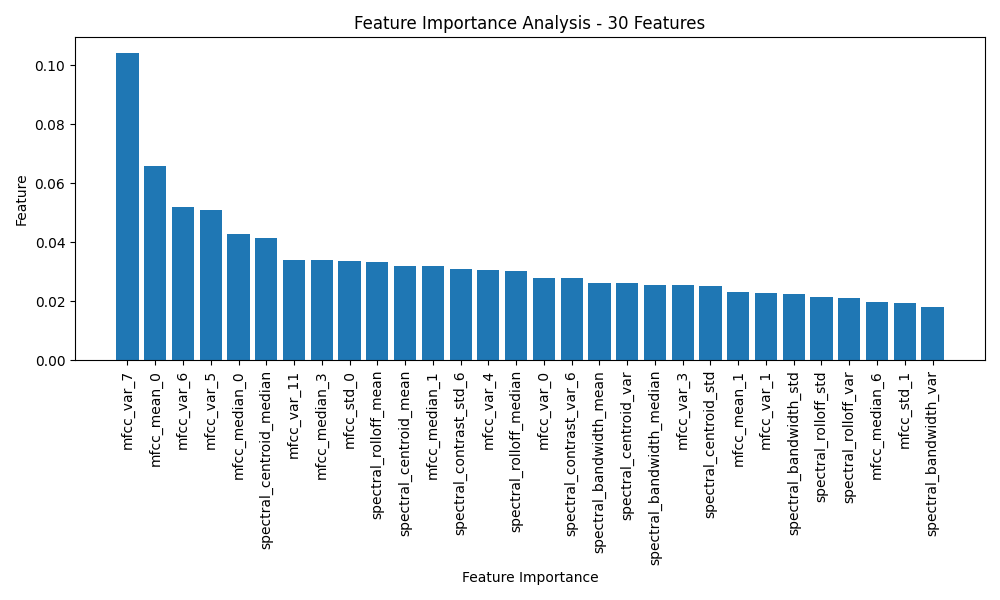 Feature Importance Analysis - 30 Features
Feature
0.10
0.08
0.06
0.04
0.02
0.00
mfcc_var_7
mfcc_mean_0
mfcc_var_6
mfcc_var_5
mfcc_median_0
spectral_centroid_median
mfcc_var_11
mfcc_median_3
mfcc_std_0
spectral_rolloff_mean
spectral_centroid_mean
mfcc_median_1
spectral_contrast_std_6
mfcc_var_4
spectral_rolloff_median
mfcc_var_0
spectral_contrast_var_6
spectral_bandwidth_mean
spectral_centroid_var
spectral_bandwidth_median
mfcc_var_3
spectral_centroid_std
mfcc_mean_1
mfcc_var_1
spectral_bandwidth_std
spectral_rolloff_std
spectral_rolloff_var
mfcc_median_6
mfcc_std_1
spectral_bandwidth_var
Feature Importance